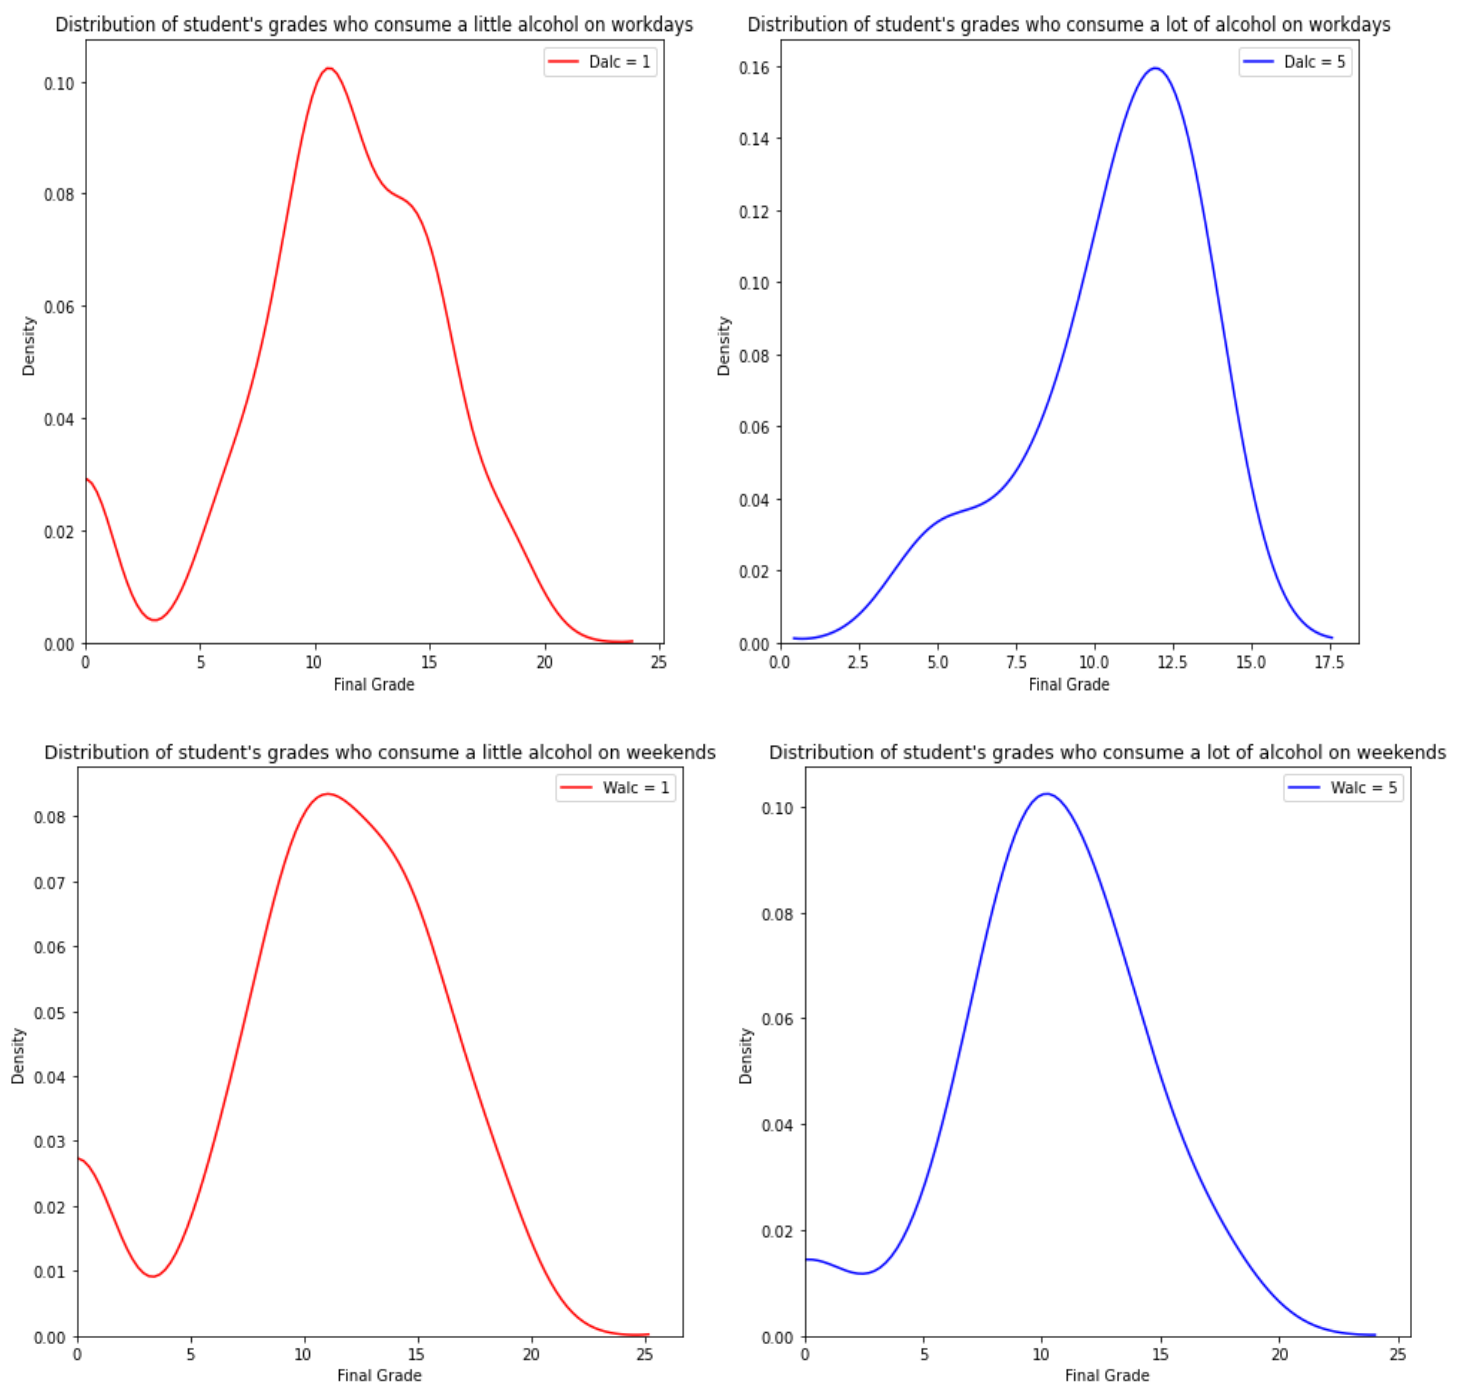 Distribution of student's grades who consume a little alcohol on workdays
Dalc = 1
0.10
0.08
0.06
0.04
0.02
0.00
Density
0 5 10 15 20 25
Final Grade
Distribution of student's grades who consume a lot of alcohol on workdays
Dalc = 5
0.16
0.14
0.12
0.10
0.08
0.06
0.04
0.02
0.00
Density
0.0 2.5 5.0 7.5 10.0 12.5 15.0 17.5
Final Grade
Distribution of student's grades who consume a little alcohol on weekends
Walc = 1
0.08
0.07
0.06
0.05
0.04
0.03
0.02
0.01
0.00
Density
0 5 10 15 20 25
Final Grade
Distribution of student's grades who consume a lot of alcohol on weekends
Walc = 5
0.10
0.08
0.06
0.04
0.02
0.00
Density
0 5 10 15 20 25
Final Grade